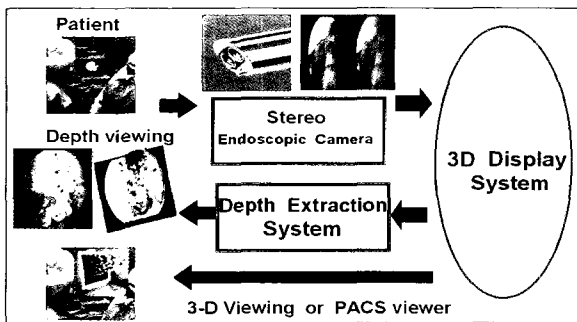 Patient
Stereo
Endoscopic Camera
Depth viewing
3D Display
System
Depth Extraction
System
3-D Viewing or PACS viewer